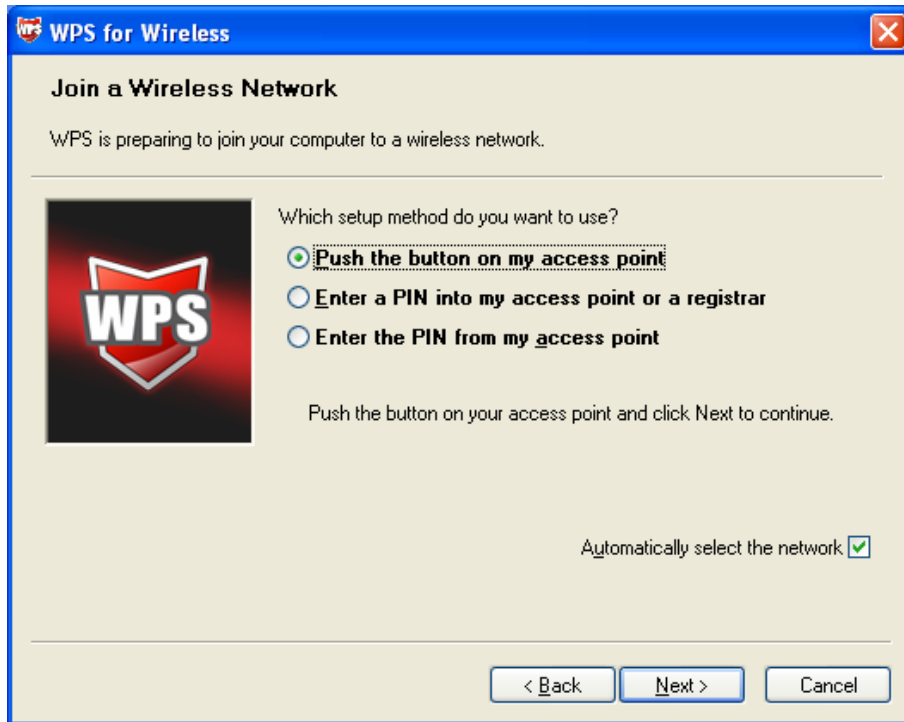 WPS for Wireless
Join a Wireless Network
WPS is preparing to join your computer to a wireless network.
Which setup method do you want to use?
Push the button on my access point
WPS
Enter a PIN into my access point or a registrar
Enter the PIN from my access point
Push the button on your access point and click Next to continue.
Automatically select the network
< Back
Next >
Cancel